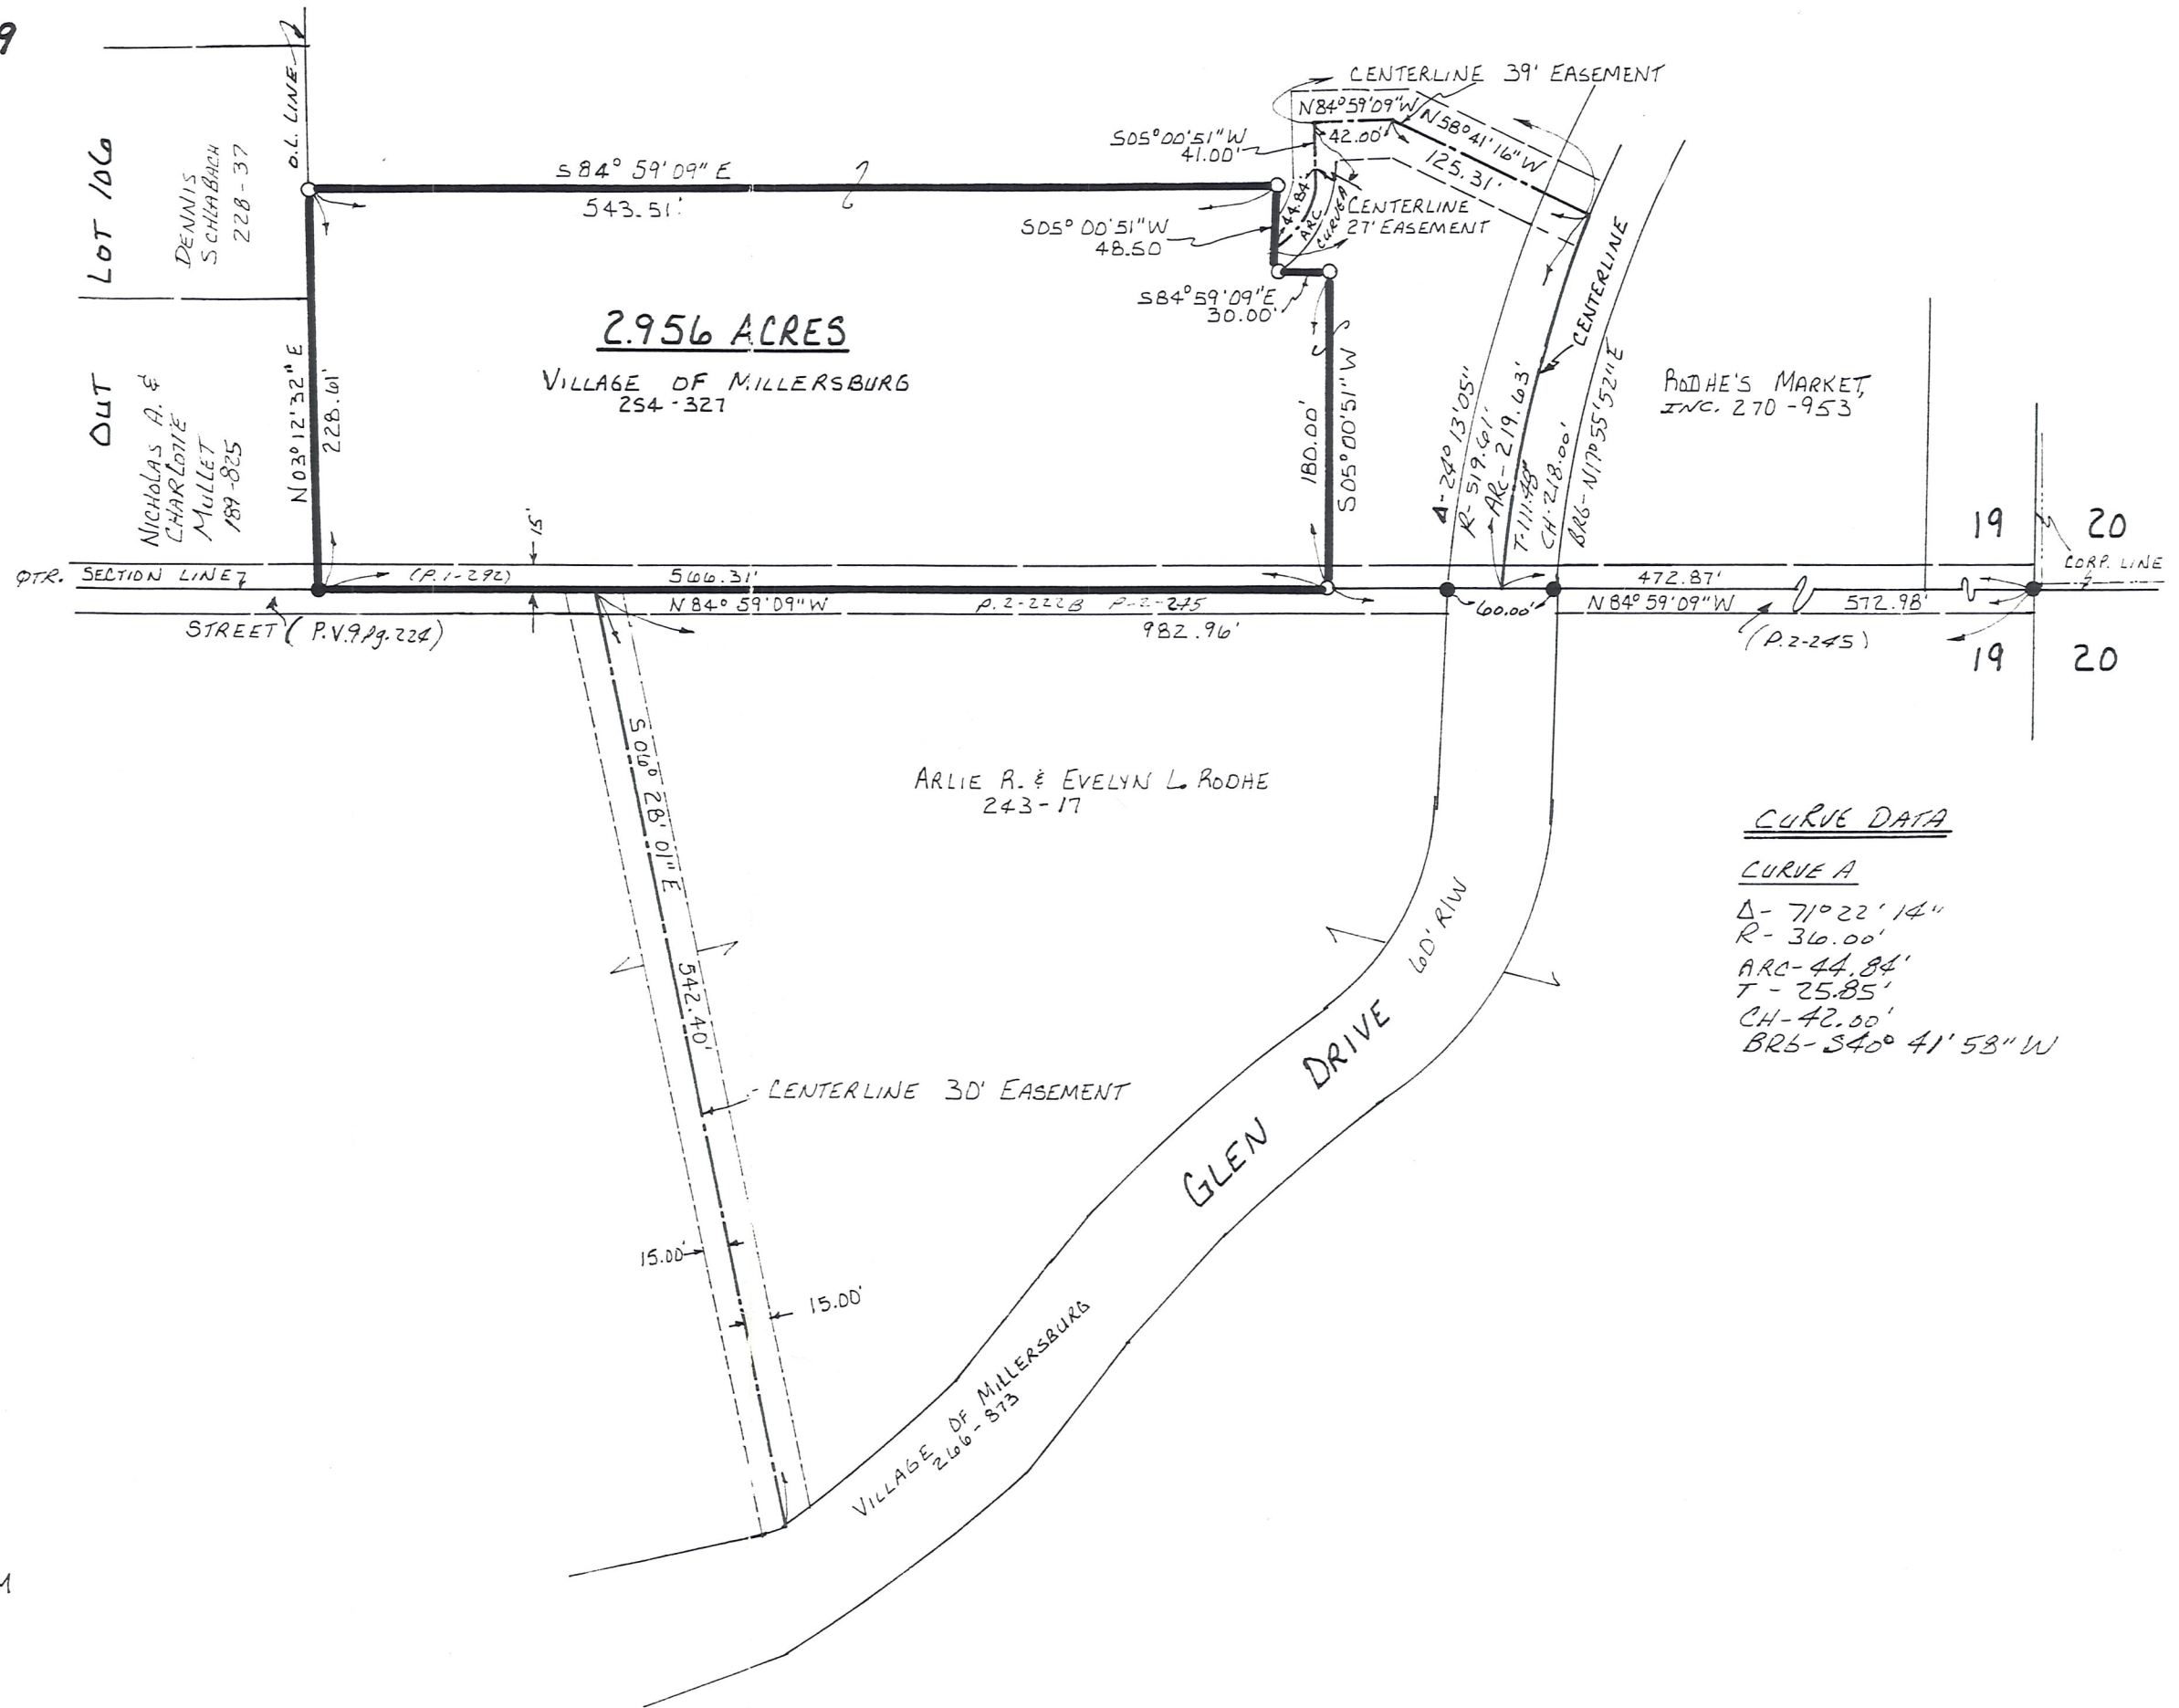 9
O.L. LINE
OUT LOT 106
DENNIS
SCHLABACH
228-37
NICHOLAS A. &
CHARLOTTE
MULLET
189-825
S84° 59'09" E
543.51'
N03°12'32" E
228.61'
2.956 ACRES
VILLAGE OF MILLERSBURG
254-327
S05°00'51"W
41.00'
S05°00'51"W
48.50
S84°59'09"E
30.00'
180.00'
S05°00'51"W
CENTERLINE 39' EASEMENT
N84°59'09"W
42.00'
N58°41'16"W
125.31'
44.84'
ARC
CURVE A
CENTERLINE
27' EASEMENT
CENTERLINE
Δ-24°13'05"
R-519.61'
ARC-219.63'
T-111.48'
CH-218.00'
BRG-N17°55'52"E
RODHE'S MARKET,
INC. 270-953
19 20
CORP. LINE
QTR. SECTION LINE
15'
(P.1-292)
566.31'
472.87'
N84° 59'09"W
P.2-222B P-2-245
60.00'
N84°59'09"W
572.98'
STREET (P.V.9Pg.224)
982.96'
(P.2-245)
19 20
S06° 28' 01"E
542.40'
ARLIE R. & EVELYN L. RODHE
243-17
CENTERLINE 30' EASEMENT
15.00'
15.00'
60' R/W
GLEN DRIVE
VILLAGE OF MILLERSBURG
266-873
CURVE DATA
CURVE A
Δ- 71°22'14"
R- 36.00'
ARC-44.84'
T - 25.85'
CH-42.00'
BRG-S40° 41'58"W